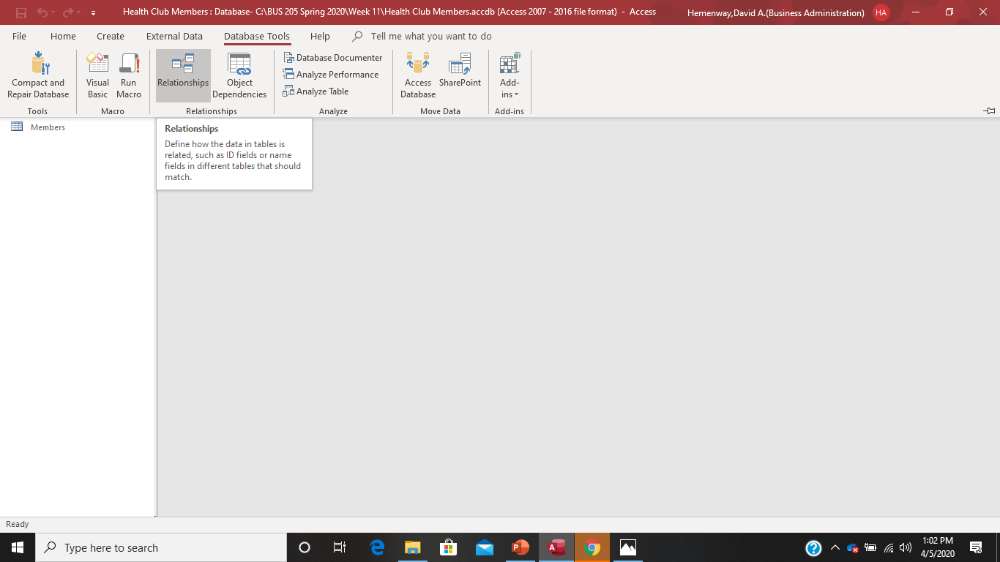 Health Club Members : Database- C:\BUS 205 Spring 2020\Week 11\Health Club Members.accdb (Access 2007 - 2016 file format) - Access
Hemenway,David A.(Business Administration)
HA
File Home Create External Data Database Tools Help Tell me what you want to do
Compact and
Repair Database
Tools
Visual
Basic
Run
Macro
Macro
Relationships
Object
Dependencies
Relationships
Database Documenter
Analyze Performance
Analyze Table
Analyze
Access
Database
SharePoint
Move Data
Add-
ins
Add-ins
Members
Relationships
Define how the data in tables is
related, such as ID fields or name
fields in different tables that should
match.
Ready
Type here to search
1:02 PM
4/5/2020